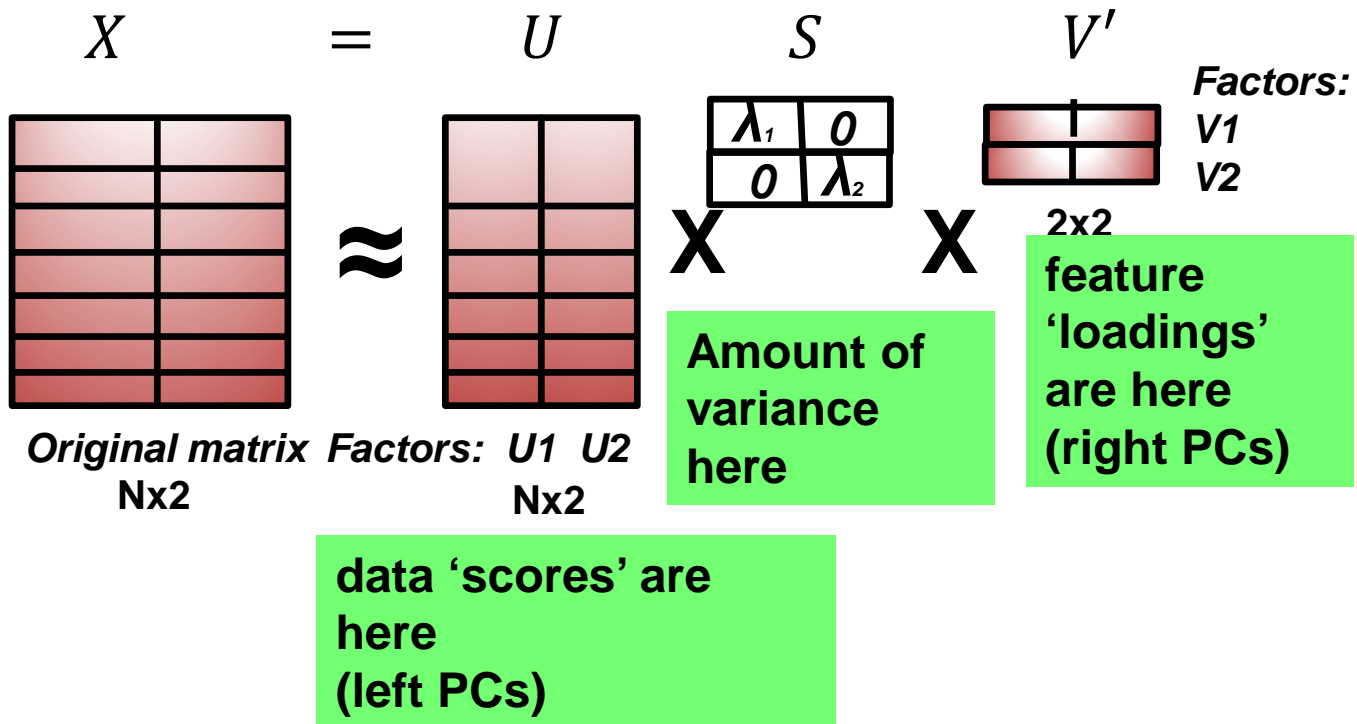 X = U S V′
Factors:
V1
V2
λ1 0
0 λ2
≈ X X
2x2
Original matrix Factors: U1 U2
Nx2 Nx2
Amount of
variance
here
feature
‘loadings’
are here
(right PCs)
data ‘scores’ are
here
(left PCs)